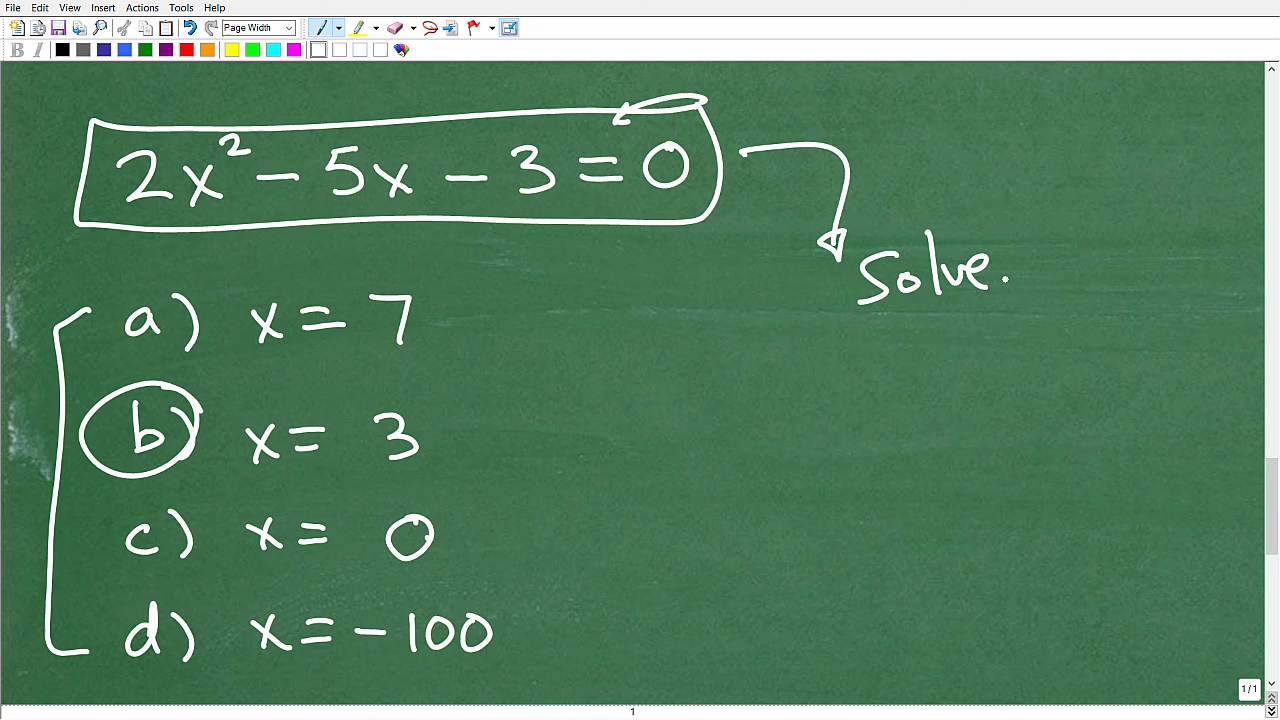 File Edit View Insert Actions Tools Help
Page Width
B I
2x² - 5x - 3 = 0
Solve.
a) x = 7
b) x = 3
c) x = 0
d) x = -100
1/1
1